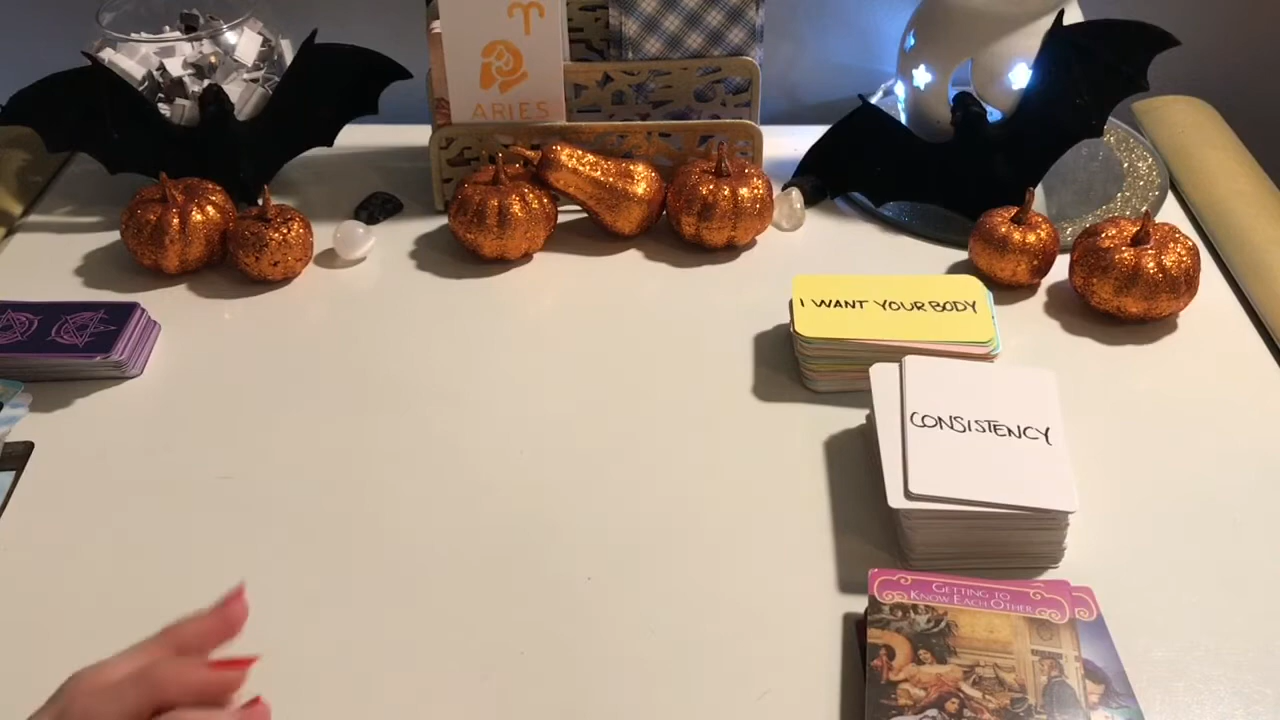 ARIES
I WANT YOUR BODY
CONSISTENCY
GETTING TO
KNOW EACH OTHER